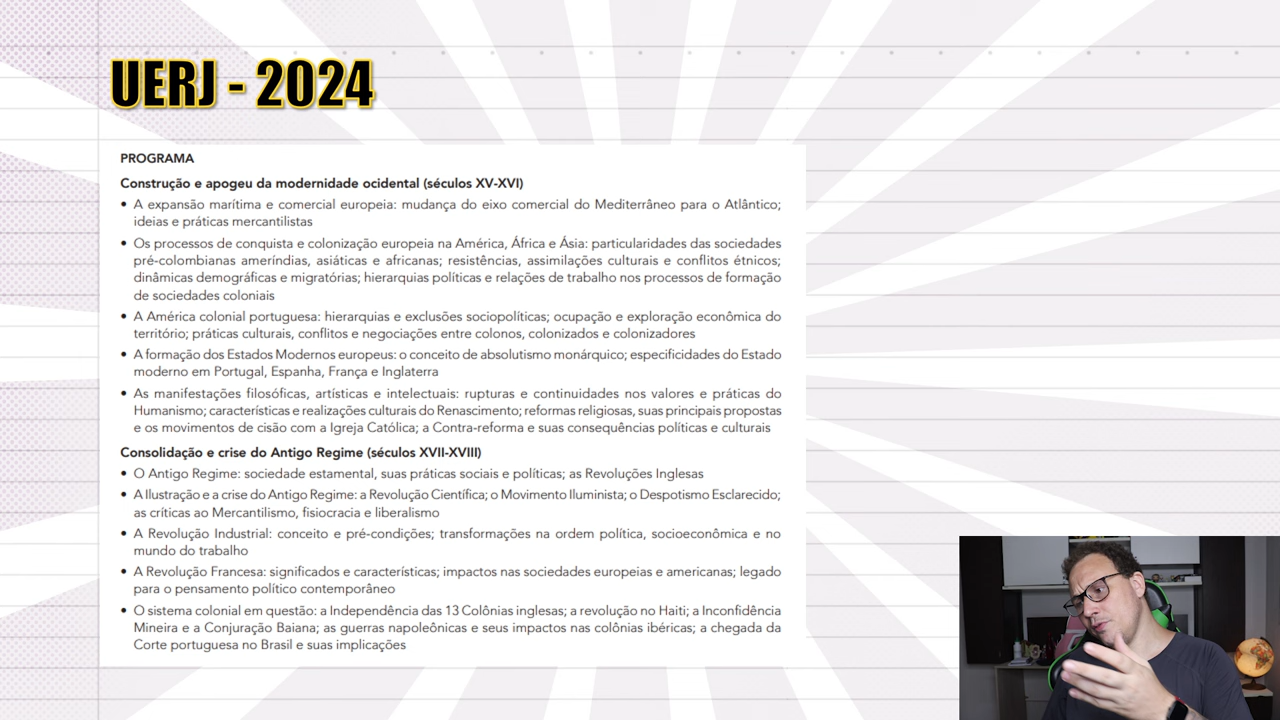 UERJ - 2024
PROGRAMA
Construção e apogeu da modernidade ocidental (séculos XV-XVI)
• A expansão marítima e comercial europeia: mudança do eixo comercial do Mediterrâneo para o Atlântico;
ideias e práticas mercantilistas
• Os processos de conquista e colonização europeia na América, África e Ásia: particularidades das sociedades
pré-colombianas ameríndias, asiáticas e africanas; resistências, assimilações culturais e conflitos étnicos;
dinâmicas demográficas e migratórias; hierarquias políticas e relações de trabalho nos processos de formação
de sociedades coloniais
• A América colonial portuguesa: hierarquias e exclusões sociopolíticas; ocupação e exploração econômica do
território; práticas culturais, conflitos e negociações entre colonos, colonizados e colonizadores
• A formação dos Estados Modernos europeus: o conceito de absolutismo monárquico; especificidades do Estado
moderno em Portugal, Espanha, França e Inglaterra
• As manifestações filosóficas, artísticas e intelectuais: rupturas e continuidades nos valores e práticas do
Humanismo; características e realizações culturais do Renascimento; reformas religiosas, suas principais propostas
e os movimentos de cisão com a Igreja Católica; a Contra-reforma e suas consequências políticas e culturais
Consolidação e crise do Antigo Regime (séculos XVII-XVIII)
• O Antigo Regime: sociedade estamental, suas práticas sociais e políticas; as Revoluções Inglesas
• A Ilustração e a crise do Antigo Regime: a Revolução Científica; o Movimento Iluminista; o Despotismo Esclarecido;
as críticas ao Mercantilismo, fisiocracia e liberalismo
• A Revolução Industrial: conceito e pré-condições; transformações na ordem política, socioeconômica e no
mundo do trabalho
• A Revolução Francesa: significados e características; impactos nas sociedades europeias e americanas; legado
para o pensamento político contemporâneo
• O sistema colonial em questão: a Independência das 13 Colônias inglesas; a revolução no Haiti; a Inconfidência
Mineira e a Conjuração Baiana; as guerras napoleônicas e seus impactos nas colônias ibéricas; a chegada da
Corte portuguesa no Brasil e suas implicações